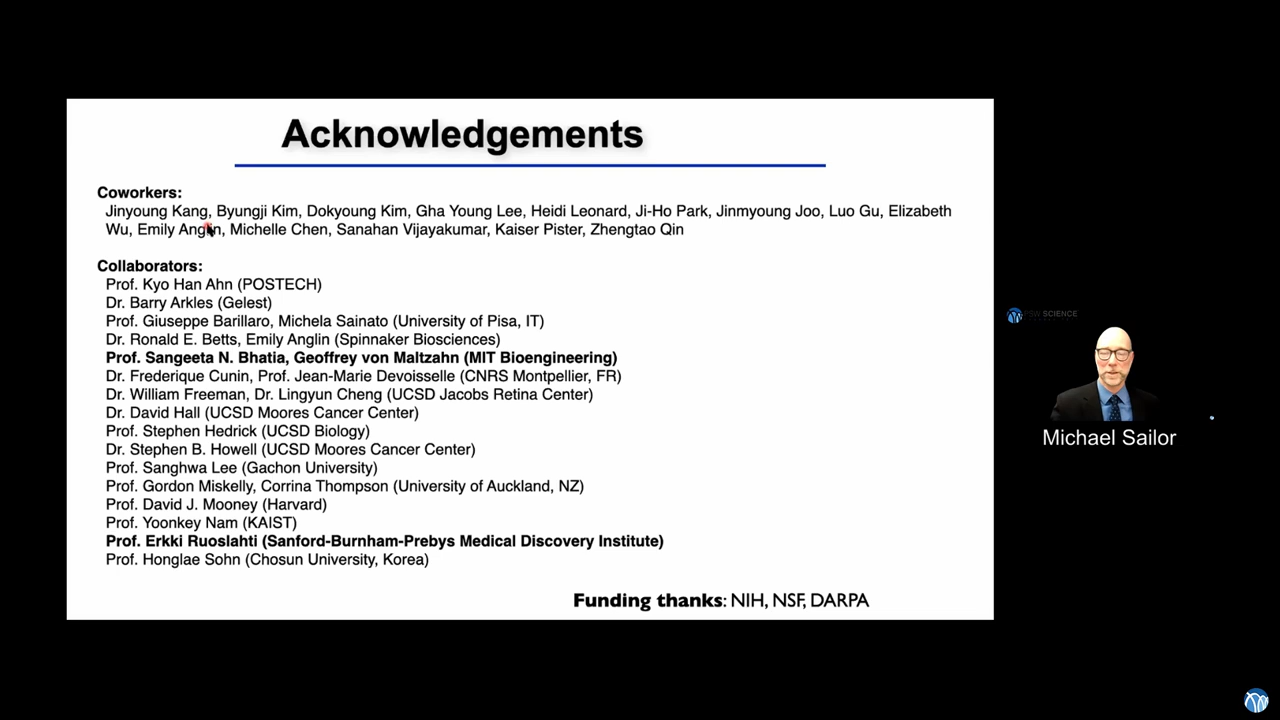 Acknowledgements
Coworkers:
Jinyoung Kang, Byungji Kim, Dokyoung Kim, Gha Young Lee, Heidi Leonard, Ji-Ho Park, Jinmyoung Joo, Luo Gu, Elizabeth
Wu, Emily Anglin, Michelle Chen, Sanahan Vijayakumar, Kaiser Pister, Zhengtao Qin
Collaborators:
Prof. Kyo Han Ahn (POSTECH)
Dr. Barry Arkles (Gelest)
Prof. Giuseppe Barillaro, Michela Sainato (University of Pisa, IT)
Dr. Ronald E. Betts, Emily Anglin (Spinnaker Biosciences)
Prof. Sangeeta N. Bhatia, Geoffrey von Maltzahn (MIT Bioengineering)
Dr. Frederique Cunin, Prof. Jean-Marie Devoisselle (CNRS Montpellier, FR)
Dr. William Freeman, Dr. Lingyun Cheng (UCSD Jacobs Retina Center)
Dr. David Hall (UCSD Moores Cancer Center)
Prof. Stephen Hedrick (UCSD Biology)
Dr. Stephen B. Howell (UCSD Moores Cancer Center)
Prof. Sanghwa Lee (Gachon University)
Prof. Gordon Miskelly, Corrina Thompson (University of Auckland, NZ)
Prof. David J. Mooney (Harvard)
Prof. Yoonkey Nam (KAIST)
Prof. Erkki Ruoslahti (Sanford-Burnham-Prebys Medical Discovery Institute)
Prof. Honglae Sohn (Chosun University, Korea)
Funding thanks: NIH, NSF, DARPA
PSW SCIENCE
Michael Sailor